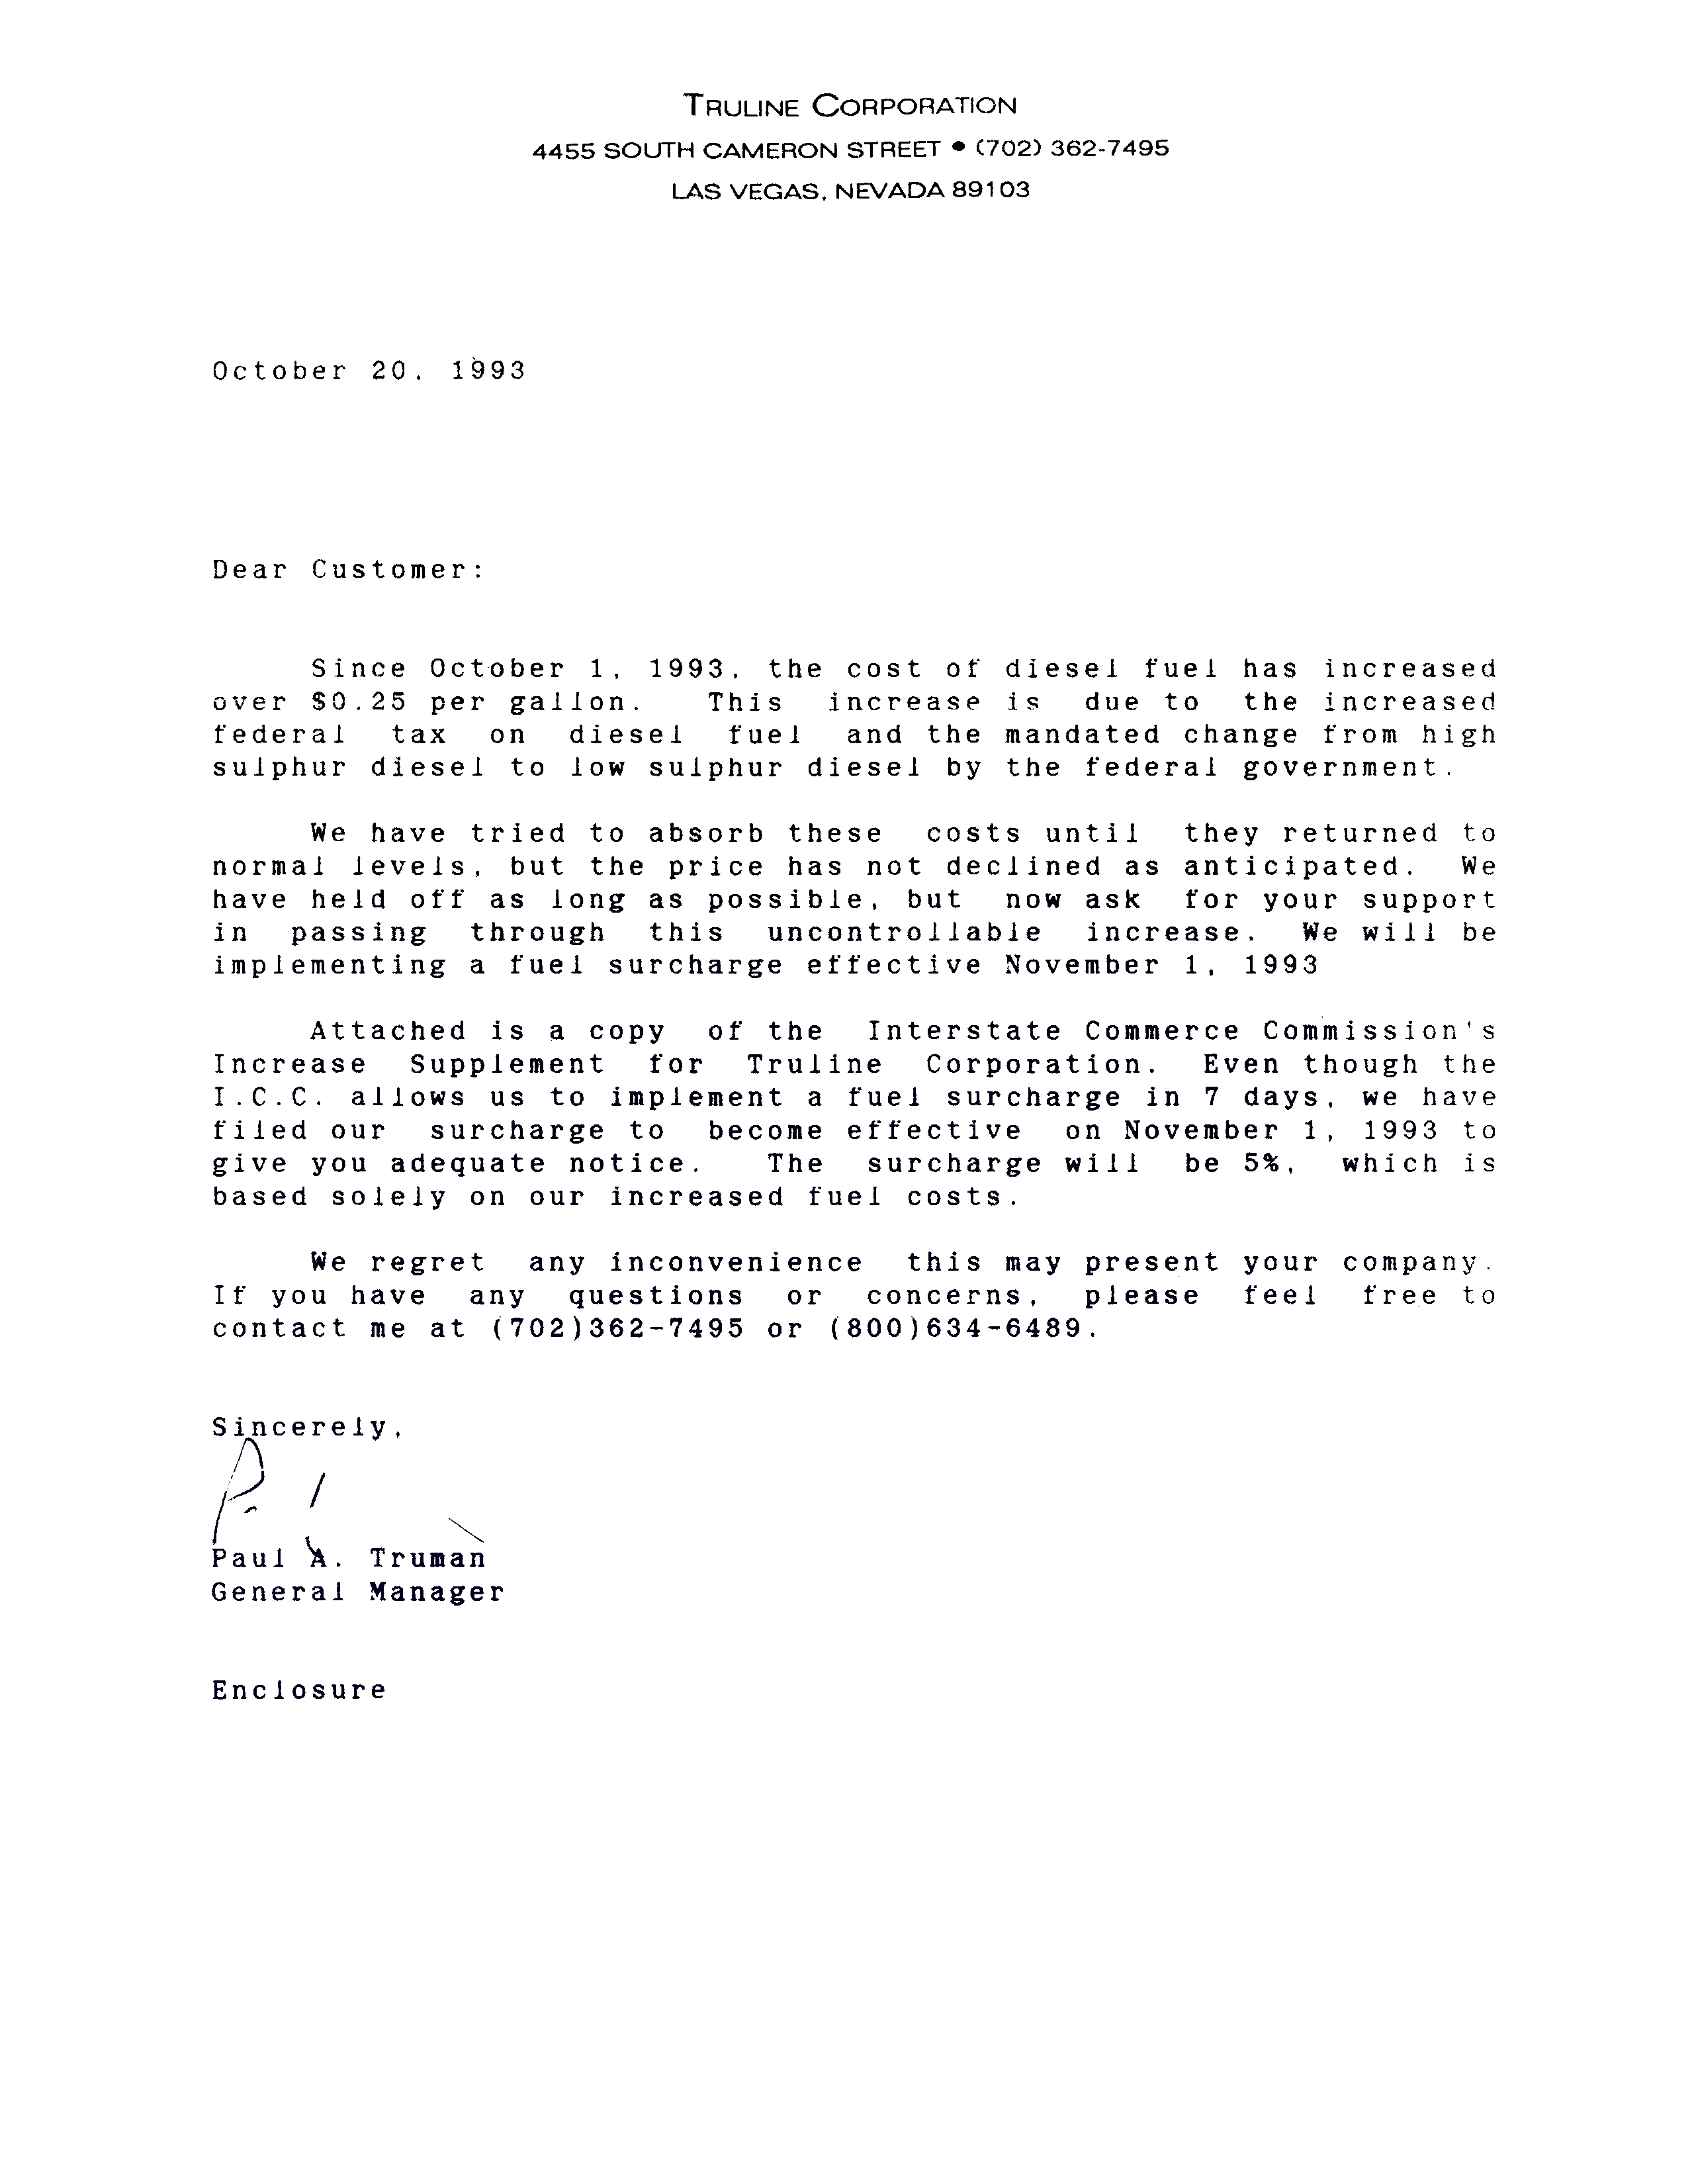 TRULINE CORPORATION
4455 SOUTH CAMERON STREET • (702) 362-7495
LAS VEGAS, NEVADA 89103
October 20, 1993
Dear Customer:
Since October 1, 1993, the cost of diesel fuel has increased
over $0.25 per gallon. This increase is due to the increased
federal tax on diesel fuel and the mandated change from high
sulphur diesel to low sulphur diesel by the federal government.
We have tried to absorb these costs until they returned to
normal levels, but the price has not declined as anticipated. We
have held off as long as possible, but now ask for your support
in passing through this uncontrollable increase. We will be
implementing a fuel surcharge effective November 1, 1993
Attached is a copy of the Interstate Commerce Commission's
Increase Supplement for Truline Corporation. Even though the
I.C.C. allows us to implement a fuel surcharge in 7 days, we have
filed our surcharge to become effective on November 1, 1993 to
give you adequate notice. The surcharge will be 5%, which is
based solely on our increased fuel costs.
We regret any inconvenience this may present your company.
If you have any questions or concerns, please feel free to
contact me at (702)362-7495 or (800)634-6489.
Sincerely,
Paul A. Truman
General Manager
Enclosure